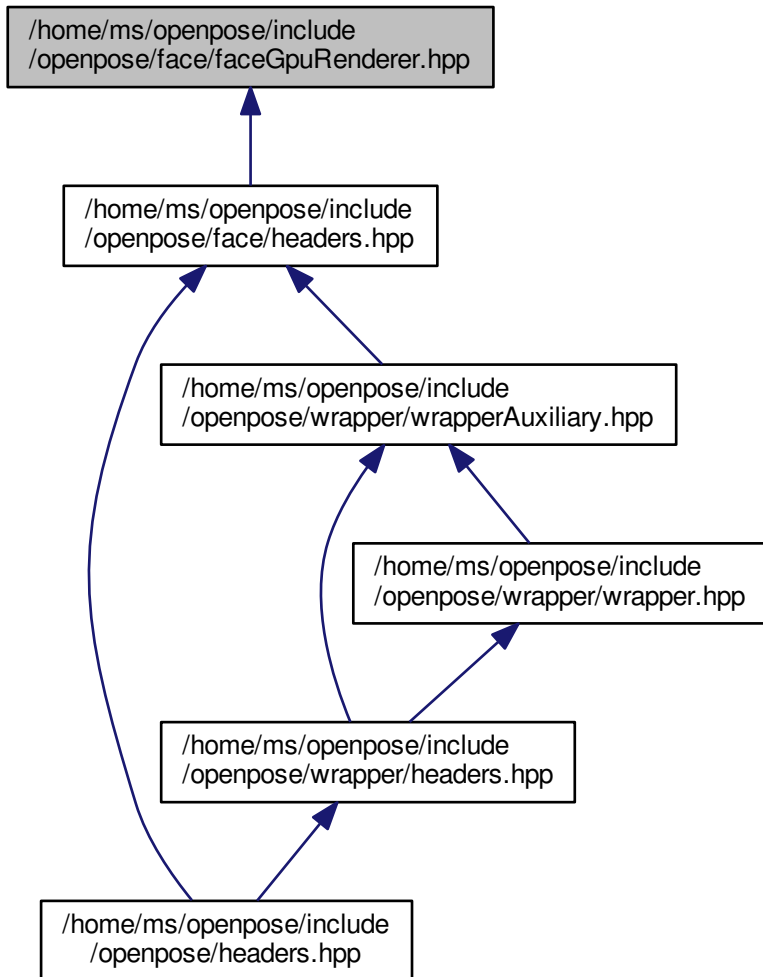 /home/ms/openpose/include
/openpose/face/faceGpuRenderer.hpp
/home/ms/openpose/include
/openpose/face/headers.hpp
/home/ms/openpose/include
/openpose/wrapper/wrapperAuxiliary.hpp
/home/ms/openpose/include
/openpose/wrapper/wrapper.hpp
/home/ms/openpose/include
/openpose/wrapper/headers.hpp
/home/ms/openpose/include
/openpose/headers.hpp